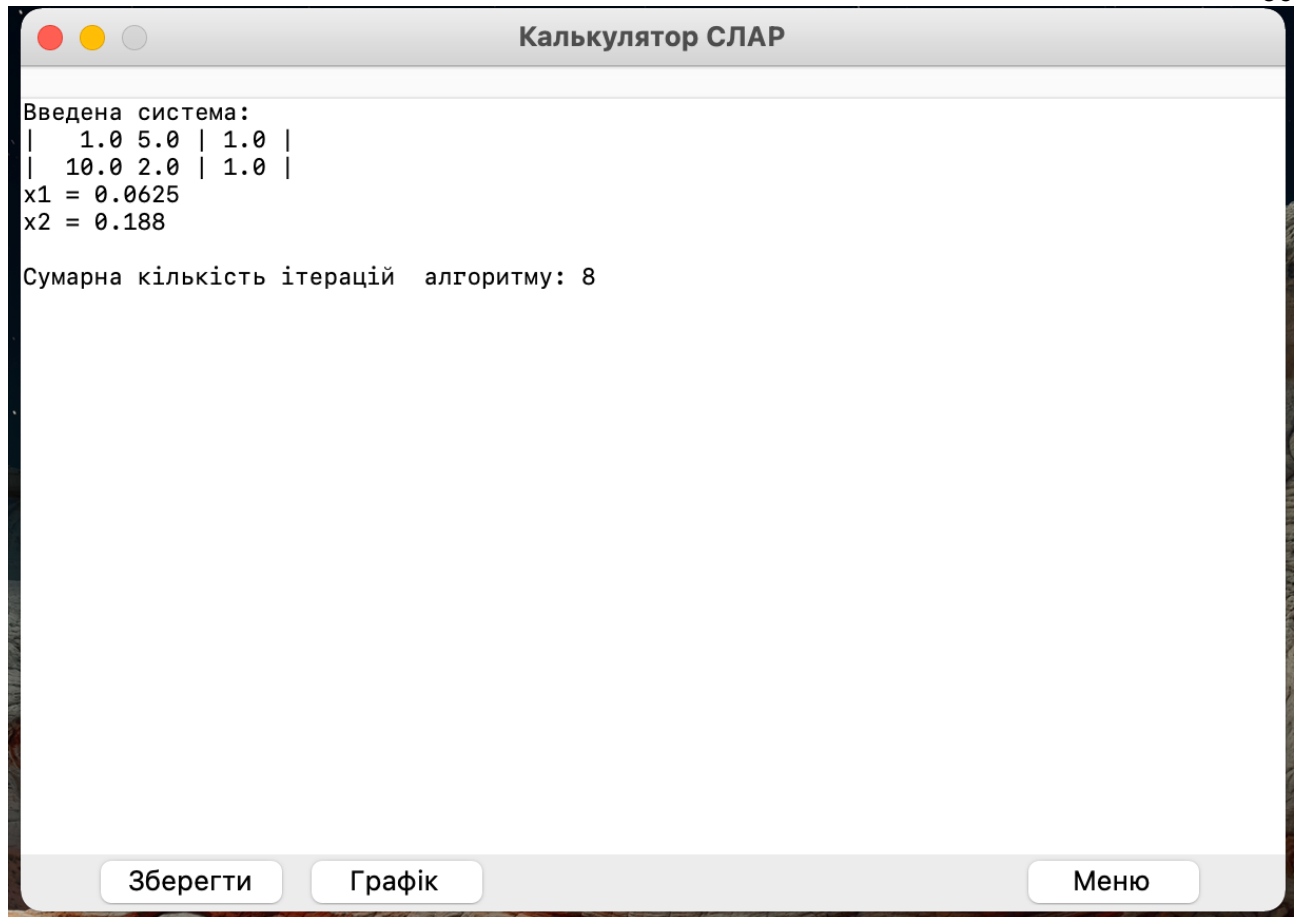 Калькулятор СЛАР
Введена система:
|   1.0 5.0 | 1.0 |
|  10.0 2.0 | 1.0 |
x1 = 0.0625
x2 = 0.188
Сумарна кількість ітерацій  алгоритму: 8
Зберегти
Графік
Меню